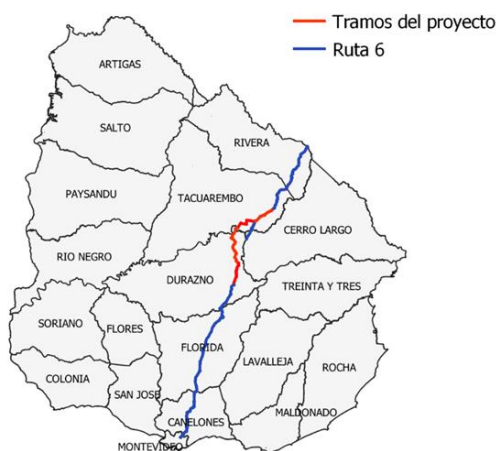 Tramos del proyecto
Ruta 6
ARTIGAS
SALTO
RIVERA
PAYSANDU
TACUAREMBO
CERRO LARGO
RIO NEGRO
DURAZNO
TREINTA Y TRES
SORIANO
FLORES
FLORIDA
LAVALLEJA
ROCHA
COLONIA
SAN JOSE
CANELONES
MALDONADO
MONTEVIDEO